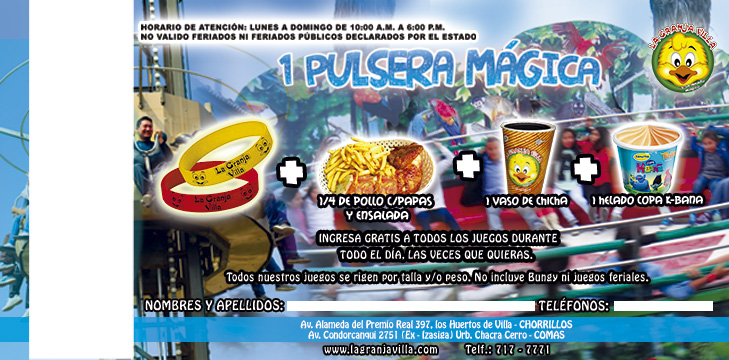 HORARIO DE ATENCIÓN: LUNES A DOMINGO DE 10:00 A.M. A 6:00 P.M.
NO VALIDO FERIADOS NI FERIADOS PÚBLICOS DECLARADOS POR EL ESTADO
LA GRANJA VILLA
1 PULSERA MÁGICA
La Granja Villa
La Granja Villa
1/4 DE POLLO C/PAPAS
Y ENSALADA
1 VASO DE CHICHA
1 HELADO COPA K-BANA
INGRESA GRATIS A TODOS LOS JUEGOS DURANTE
TODO EL DÍA, LAS VECES QUE QUIERAS.
Todos nuestros juegos se rigen por talla y/o peso. No incluye Bungy ni juegos feriales.
NOMBRES Y APELLIDOS:
TELÉFONOS:
Av. Alameda del Premio Real 397, los Huertos de Villa - CHORRILLOS
Av. Condorcanqui 2751 (Ex - Izasiga) Urb. Chacra Cerro - COMAS
www.lagranjavilla.com Telf.: 717 - 7771